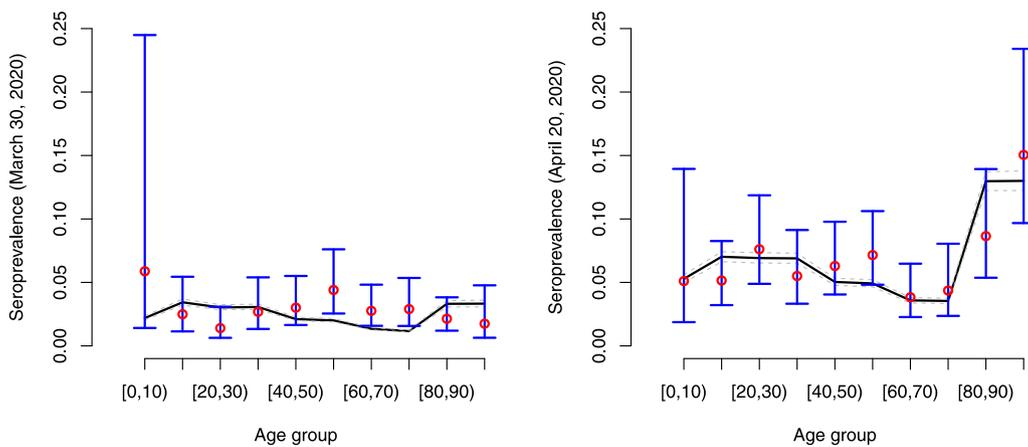 Seroprevalence (March 30, 2020)
0.25
0.20
0.15
0.10
0.05
0.00
[0,10) [20,30) [40,50) [60,70) [80,90)
Age group
Seroprevalence (April 20, 2020)
0.25
0.20
0.15
0.10
0.05
0.00
[0,10) [20,30) [40,50) [60,70) [80,90)
Age group